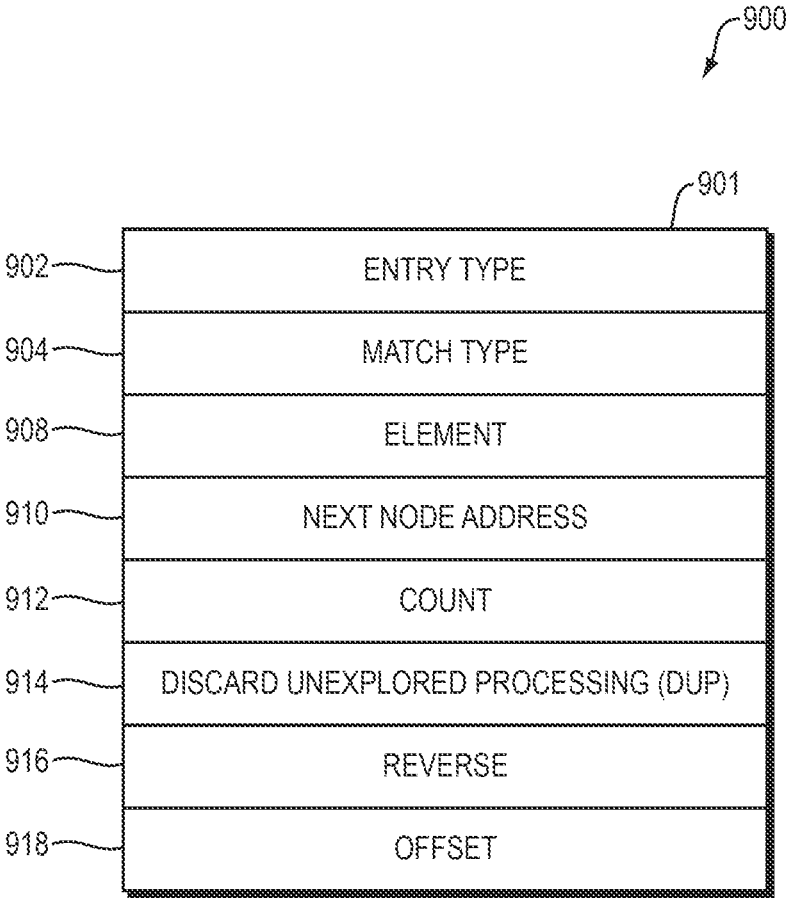 900
901
902 ENTRY TYPE
904 MATCH TYPE
908 ELEMENT
910 NEXT NODE ADDRESS
912 COUNT
914 DISCARD UNEXPLORED PROCESSING (DUP)
916 REVERSE
918 OFFSET